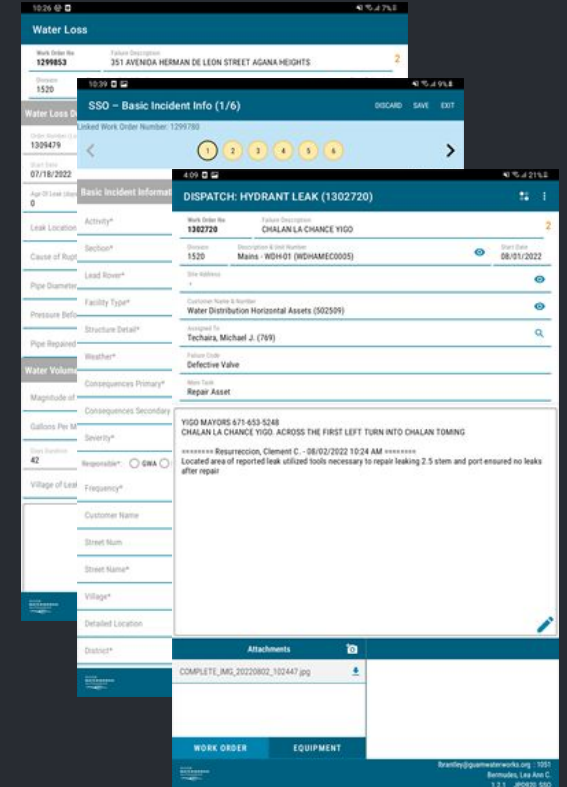 10:26
7%
Water Loss
Work Order No
Failure Description
1299853
351 AVENIDA HERMAN DE LEON STREET AGANA HEIGHTS
2
Division
1520
Water Loss D
Order Number
1309479
Start Date
07/18/2022
Age Of Leak
0
Leak Location
Cause of Rupt
Pipe Diameter
Pressure Befo
Pipe Repaired
Water Volume
Magnitude of
Gallons Per M
Days Duration
42
Village of Leak
10:39
9%
SSO – Basic Incident Info (1/6)
DISCARD SAVE EXIT
Linked Work Order Number: 1299780
< 1 2 3 4 5 6 >
Basic Incident Informat
Activity*
Section*
Lead Rover*
Facility Type*
Structure Detail*
Weather*
Consequences Primary*
Consequences Secondary
Severity*
Responsible*: GWA
Frequency*
Customer Name
Street Num
Street Name*
Village*
Detailed Location
District*
4:09
21%
DISPATCH: HYDRANT LEAK (1302720)
Work Order No
Failure Description
1302720
CHALAN LA CHANCE YIGO
2
Division
Description & Unit Number
Start Date
1520
Mains - WDH-01 (WDHAMEC0005)
08/01/2022
Site Address
Customer Name & Number
Water Distribution Horizontal Assets (502509)
Assigned To
Techaira, Michael J. (769)
Failure Code
Defective Valve
Work Task
Repair Asset
YIGO MAYORS 671-653-5248
CHALAN LA CHANCE YIGO. ACROSS THE FIRST LEFT TURN INTO CHALAN TOMING
======== Resurreccion, Clement C. - 08/02/2022 10:24 AM ========
Located area of reported leak utilized tools necessary to repair leaking 2.5 stem and port ensured no leaks
after repair
Attachments
COMPLETE_IMG_20220802_102447.jpg
WORK ORDER
EQUIPMENT
lbrantley@guamwaterworks.org : 1051
Bermudes, Lea Ann C.